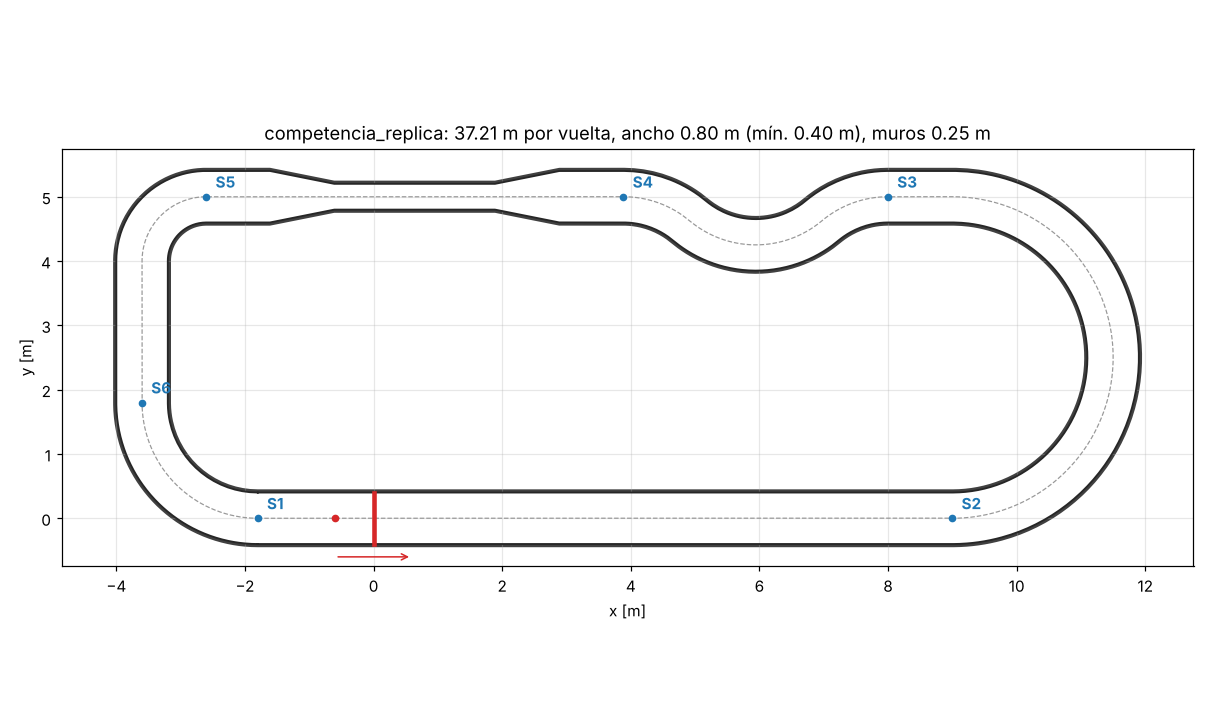 competencia_replica: 37.21 m por vuelta, ancho 0.80 m (mín. 0.40 m), muros 0.25 m
S5
S4
S3
S6
S1
S2
5
4
3
2
1
0
y [m]
−4
−2
0
2
4
6
8
10
12
x [m]